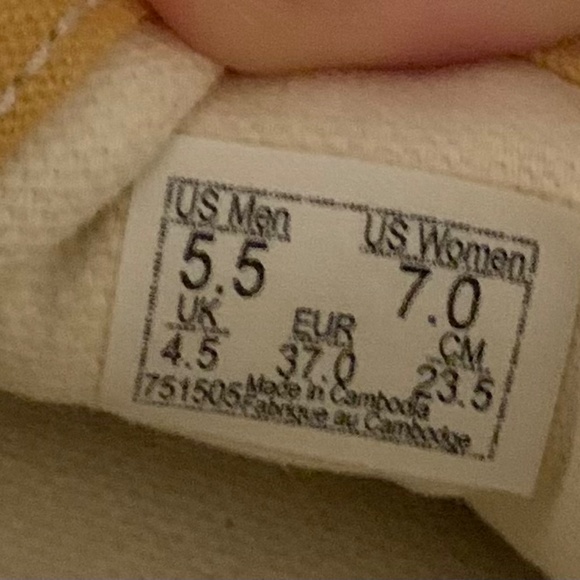 US Men US Women
5.5 7.0
UK EUR CM
4.5 37.0 23.5
751505 Made in Cambodia
Fabriqué au Cambodge